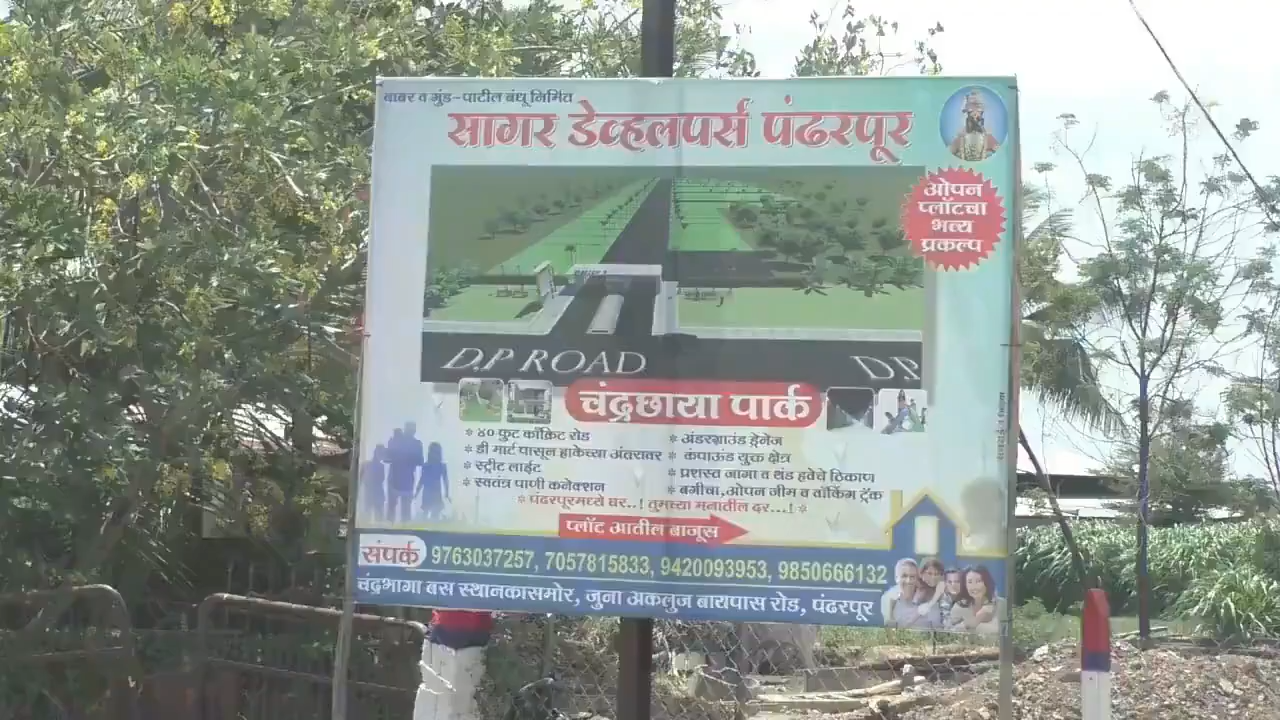 बाबर व मुंड-पाटील बंधू निर्मित
सागर डेव्हलपर्स पंढरपूर
ओपन
प्लॉटचा
भव्य
प्रकल्प
D.P ROAD
DP
चंद्रछाया पार्क
* ४० फुट काँक्रिट रोड
* डी मार्ट पासून हाकेच्या अंतरावर
* स्ट्रीट लाईट
* स्वतंत्र पाणी कनेक्शन
* अंडरग्राउंड ड्रेनेज
* कंपाऊंड युक्त क्षेत्र
* प्रशस्त जागा व थंड हवेचे ठिकाण
* बगीचा,ओपन जीम व वॉकिंग ट्रॅक
* पंढरपूरमध्ये घर..! तुमच्या मनातील दर...! *
प्लॉट आतील बाजूस
संपर्क 9763037257, 7057815833, 9420093953, 9850666132
चंद्रभागा बस स्थानकासमोर, जुना अकलुज बायपास रोड, पंढरपूर